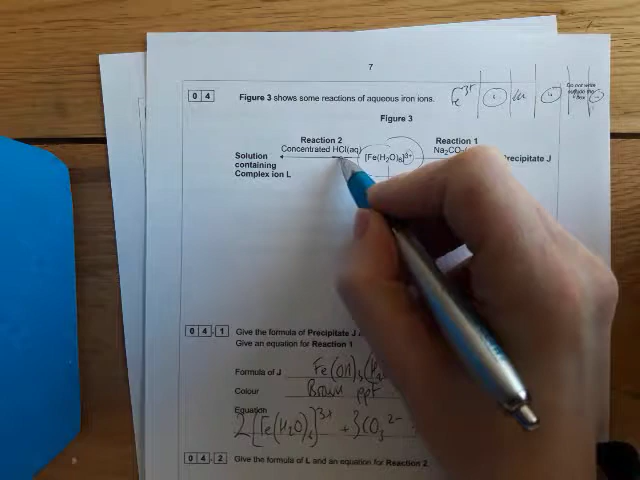 7
Do not write
outside the
box
Fe3+
0 4 Figure 3 shows some reactions of aqueous iron ions.
Figure 3
Reaction 2
Concentrated HCl(aq)
Reaction 1
Na2CO3
[Fe(H2O)6]3+
Solution
containing
Complex ion L
Precipitate J
0 4 . 1 Give the formula of Precipitate J
Give an equation for Reaction 1
Formula of J Fe(OH)3(H2
Colour Brown ppt
Equation
2[Fe(H2O)6]3+ + 3CO3 2-
0 4 . 2 Give the formula of L and an equation for Reaction 2